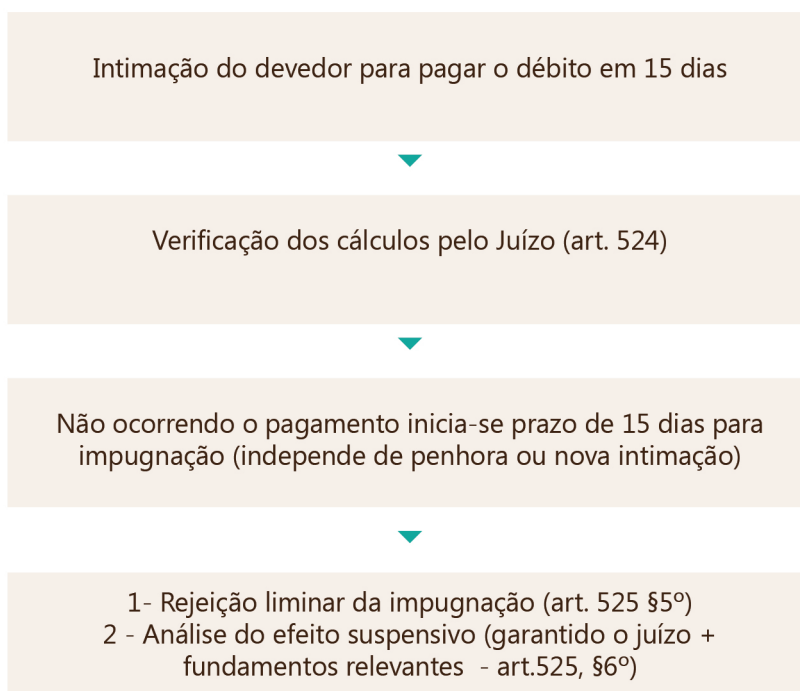 Intimação do devedor para pagar o débito em 15 dias
Verificação dos cálculos pelo Juízo (art. 524)
Não ocorrendo o pagamento inicia-se prazo de 15 dias para
impugnação (independe de penhora ou nova intimação)
1- Rejeição liminar da impugnação (art. 525 §5º)
2 - Análise do efeito suspensivo (garantido o juízo +
fundamentos relevantes  - art.525, §6º)